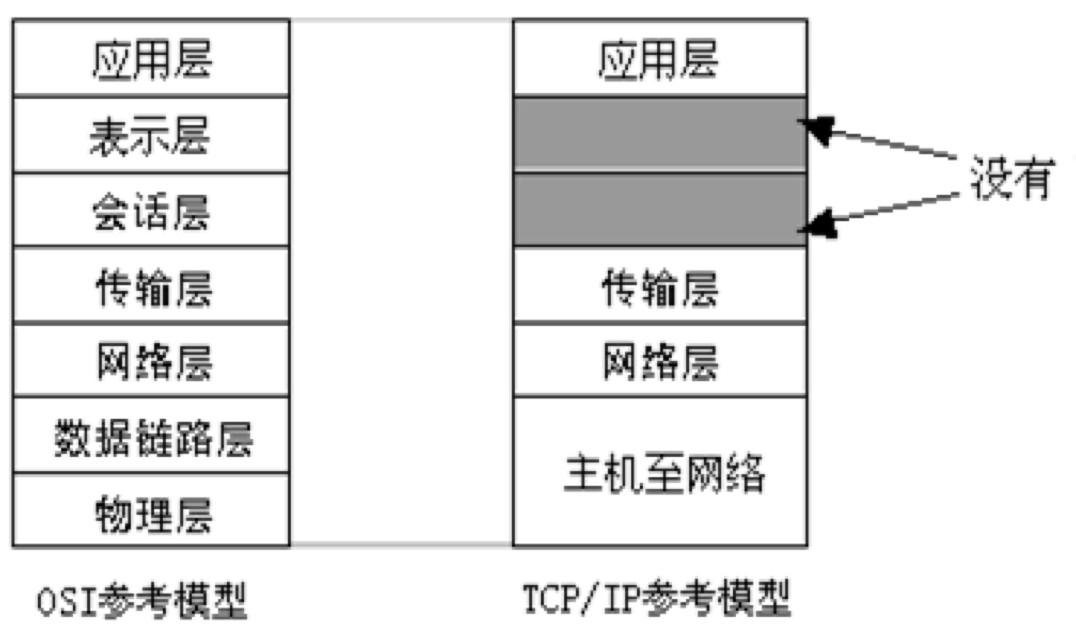 应用层
表示层
会话层
传输层
网络层
数据链路层
物理层
OSI参考模型
应用层
没有
传输层
网络层
主机至网络
TCP/IP参考模型